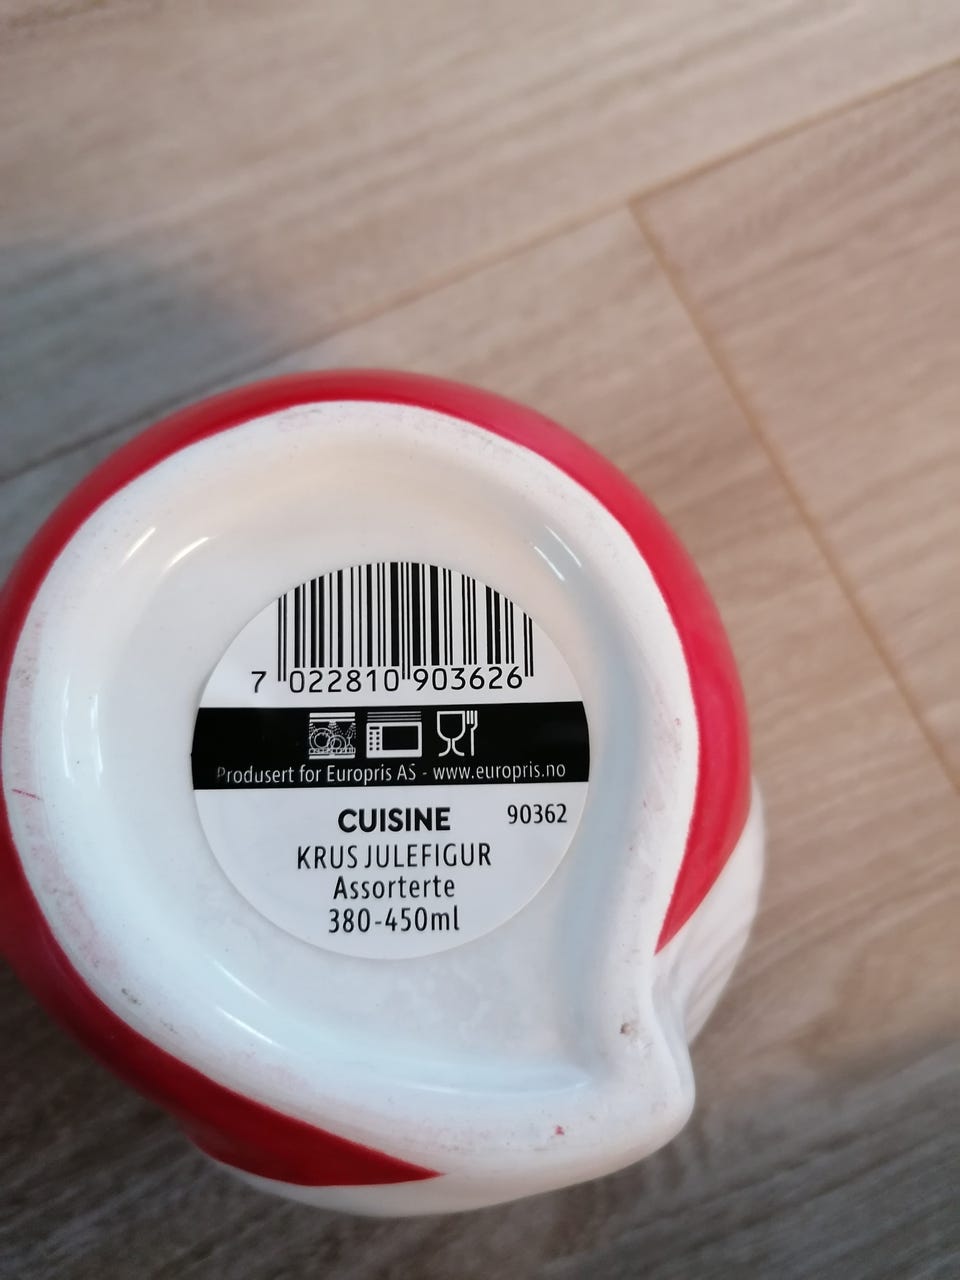 7 022810 903626
Produsert for Europris AS - www.europris.no
CUISINE 90362
KRUS JULEFIGUR
Assorterte
380-450ml